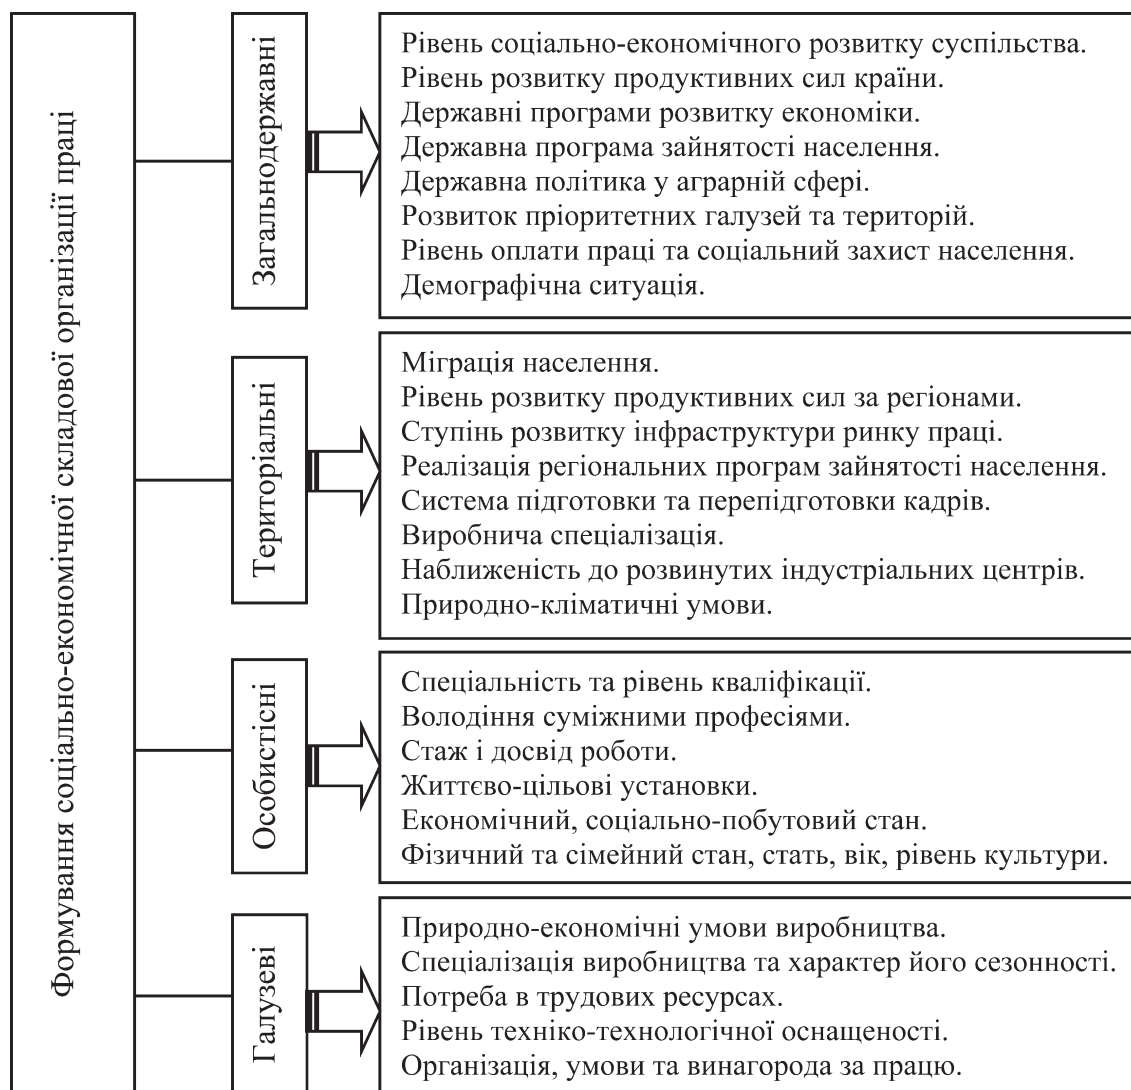 Формування соціально-економічної складової організації праці
Загальнодержавні
Рівень соціально-економічного розвитку суспільства.
Рівень розвитку продуктивних сил країни.
Державні програми розвитку економіки.
Державна програма зайнятості населення.
Державна політика у аграрній сфері.
Розвиток пріоритетних галузей та територій.
Рівень оплати праці та соціальний захист населення.
Демографічна ситуація.
Територіальні
Міграція населення.
Рівень розвитку продуктивних сил за регіонами.
Ступінь розвитку інфраструктури ринку праці.
Реалізація регіональних програм зайнятості населення.
Система підготовки та перепідготовки кадрів.
Виробнича спеціалізація.
Наближеність до розвинутих індустріальних центрів.
Природно-кліматичні умови.
Особистісні
Спеціальність та рівень кваліфікації.
Володіння суміжними професіями.
Стаж і досвід роботи.
Життєво-цільові установки.
Економічний, соціально-побутовий стан.
Фізичний та сімейний стан, стать, вік, рівень культури.
Галузеві
Природно-економічні умови виробництва.
Спеціалізація виробництва та характер його сезонності.
Потреба в трудових ресурсах.
Рівень техніко-технологічної оснащеності.
Організація, умови та винагорода за працю.